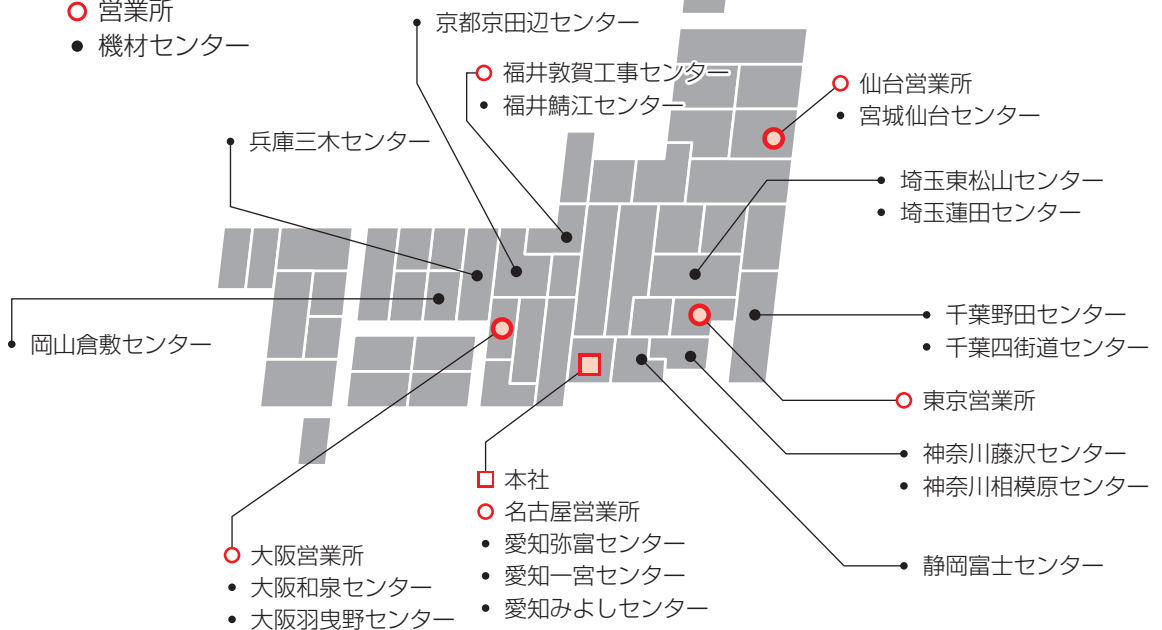 営業所
機材センター
京都京田辺センター
福井敦賀工事センター
福井鯖江センター
仙台営業所
宮城仙台センター
兵庫三木センター
埼玉東松山センター
埼玉蓮田センター
岡山倉敷センター
千葉野田センター
千葉四街道センター
東京営業所
神奈川藤沢センター
神奈川相模原センター
本社
名古屋営業所
愛知弥富センター
愛知一宮センター
愛知みよしセンター
大阪営業所
大阪和泉センター
大阪羽曳野センター
静岡富士センター